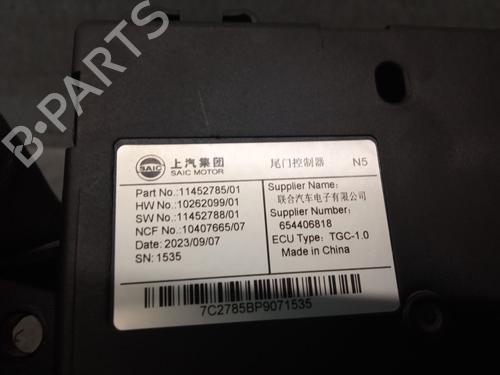 B-PARTS
SAIC
上汽集团
SAIC MOTOR
尾门控制器
N5
Part No.:11452785/01
HW No.:10262099/01
SW No.:11452788/01
NCF No.:10407665/07
Date: 2023/09/07
SN: 1535
Supplier Name:
联合汽车电子有限公司
Supplier Number:
654406818
ECU Type: TGC-1.0
Made in China
7C2785BP9071535